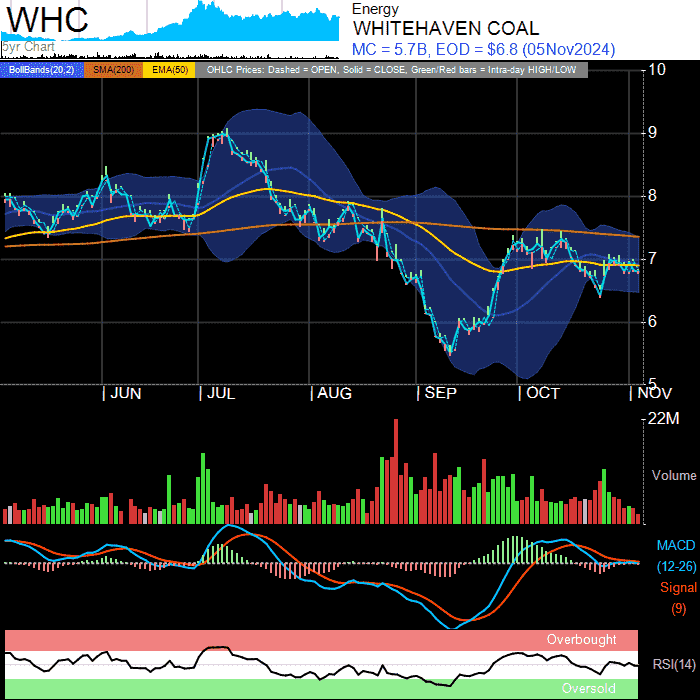 WHC
5yr Chart
Energy
WHITEHAVEN COAL
MC = 5.7B, EOD = $6.8 (05Nov2024)
BollBands(20,2) SMA(200) EMA(50) OHLC Prices: Dashed = OPEN, Solid = CLOSE, Green/Red bars = Intra-day HIGH/LOW
10
9
8
7
6
5
| JUN | JUL | AUG | SEP | OCT | NOV
22M
Volume
MACD
(12-26)
Signal
(9)
Overbought
RSI(14)
Oversold